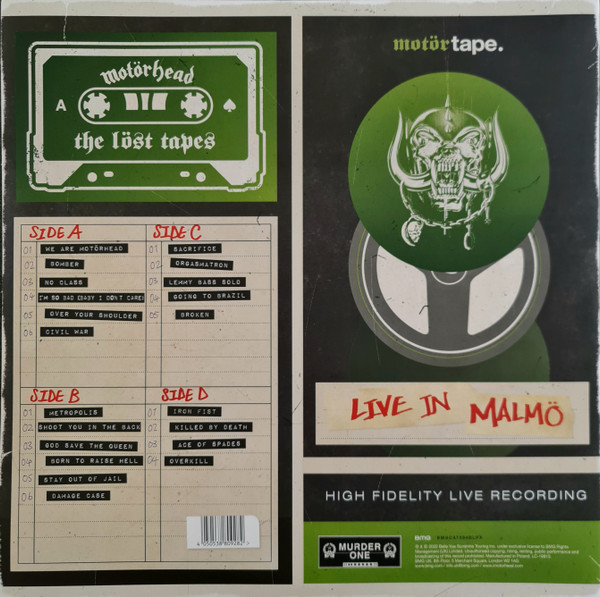 motörhead
A
the löst tapes
SIDE A
01 WE ARE MOTÖRHEAD
02 BOMBER
03 NO CLASS
04 I'M SO BAD (BABY I DON'T CARE)
05 OVER YOUR SHOULDER
06 CIVIL WAR
SIDE C
01 SACRIFICE
02 ORGASMATRON
03 LEMMY BASS SOLO
04 GOING TO BRAZIL
05 BROKEN
SIDE B
01 METROPOLIS
02 SHOOT YOU IN THE BACK
03 GOD SAVE THE QUEEN
04 BORN TO RAISE HELL
05 STAY OUT OF JAIL
06 DAMAGE CASE
SIDE D
01 IRON FIST
02 KILLED BY DEATH
03 ACE OF SPADES
04 OVERKILL
motörtape.
LIVE IN MALMÖ
HIGH FIDELITY LIVE RECORDING
MURDER
ONE
BMG